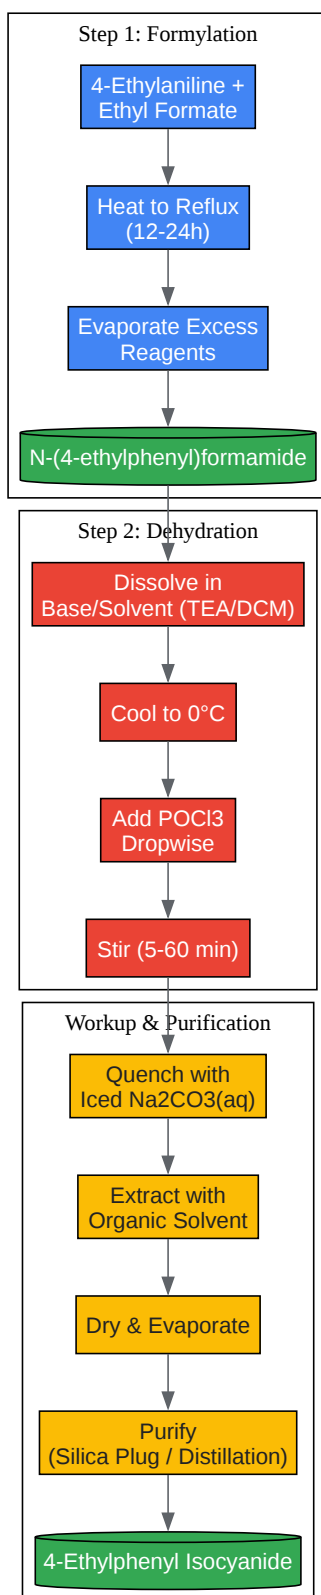 Step 1: Formylation
4-Ethylaniline +
Ethyl Formate
Heat to Reflux
(12-24h)
Evaporate Excess
Reagents
N-(4-ethylphenyl)formamide
Step 2: Dehydration
Dissolve in
Base/Solvent (TEA/DCM)
Cool to 0°C
Add POCl3
Dropwise
Stir (5-60 min)
Workup & Purification
Quench with
Iced Na2CO3(aq)
Extract with
Organic Solvent
Dry & Evaporate
Purify
(Silica Plug / Distillation)
4-Ethylphenyl Isocyanide